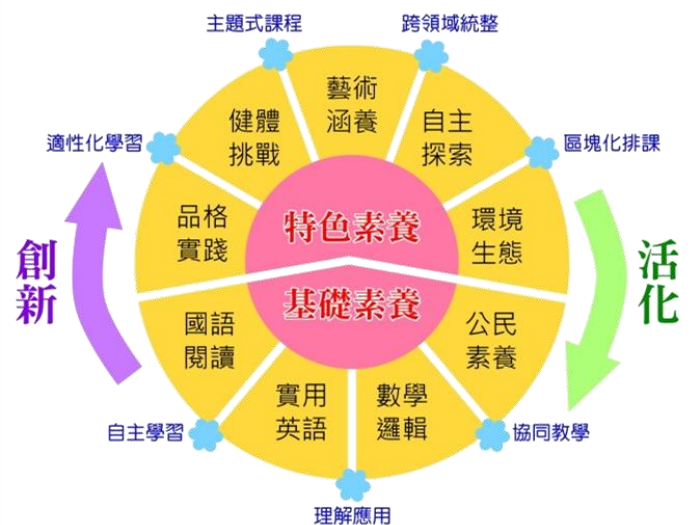 主題式課程
跨領域統整
藝術
涵養
健體
挑戰
自主
探索
適性化學習
區塊化排課
品格
實踐
特色素養
環境
生態
創新
活化
基礎素養
國語
閱讀
公民
素養
實用
英語
數學
邏輯
自主學習
協同教學
理解應用